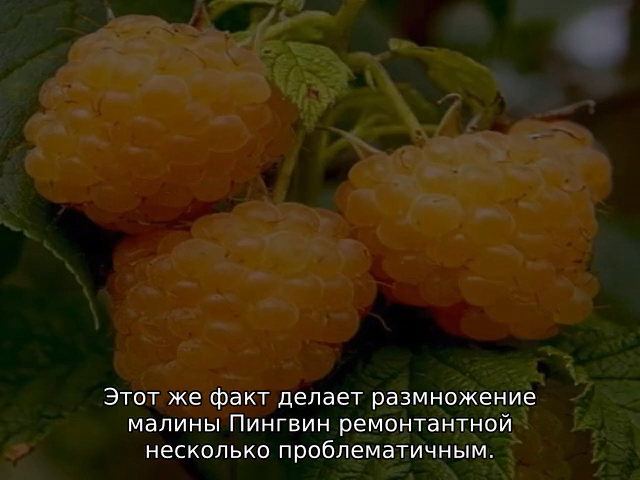 Этот же факт делает размножение
малины Пингвин ремонтантной
несколько проблематичным.